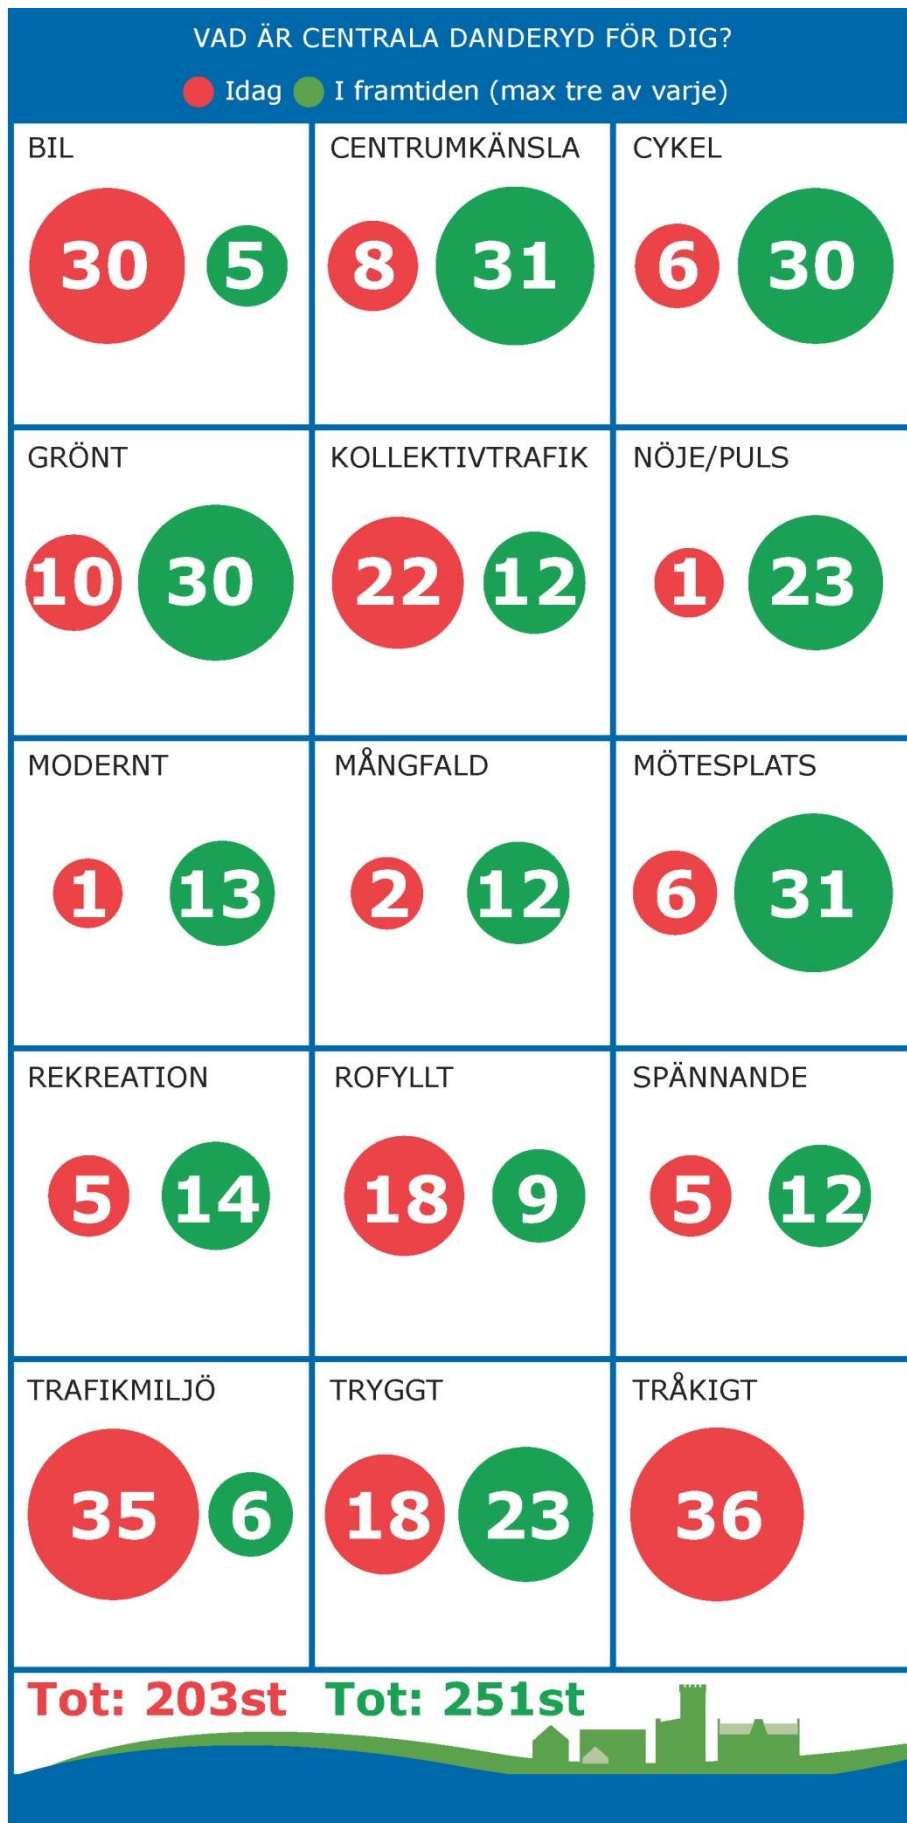 VAD ÄR CENTRALA DANDERYD FÖR DIG?
Idag I framtiden (max tre av varje)
BIL CENTRUMKÄNSLA CYKEL
30 5 8 31 6 30
GRÖNT KOLLEKTIVTRAFIK NÖJE/PULS
10 30 22 12 1 23
MODERNT MÅNGFALD MÖTESPLATS
1 13 2 12 6 31
REKREATION ROFYLLT SPÄNNANDE
5 14 18 9 5 12
TRAFIKMILJÖ TRYGGT TRÅKIGT
35 6 18 23 36
Tot: 203st Tot: 251st